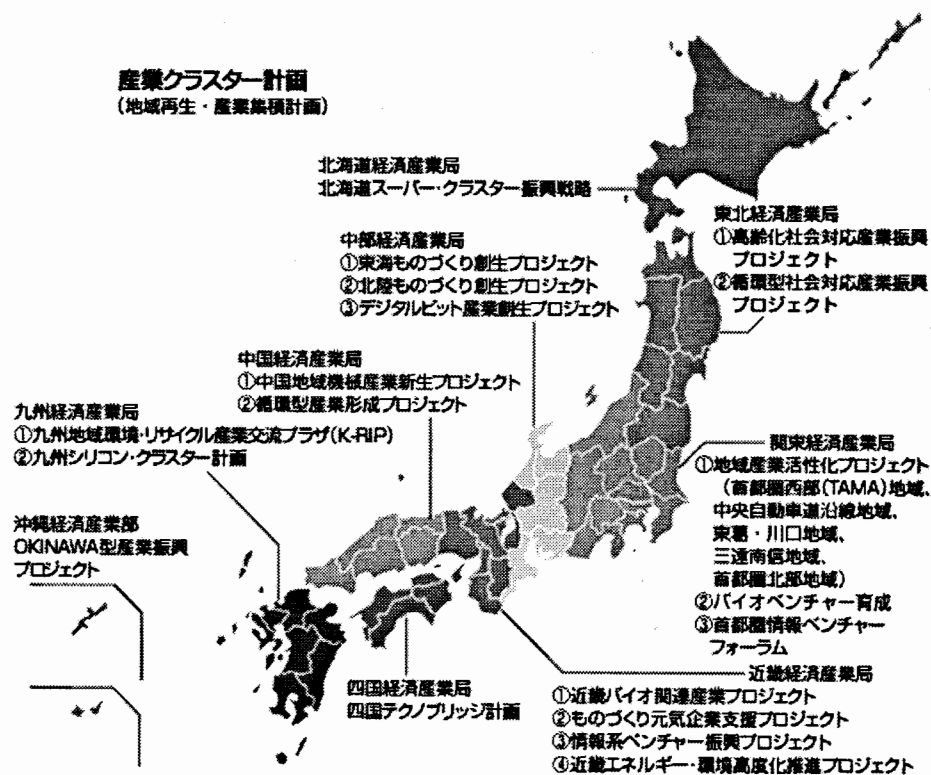 産業クラスター計画
(地域再生・産業集積計画)
北海道経済産業局
北海道スーパー・クラスター振興戦略
東北経済産業局
①高齢化社会対応産業振興
プロジェクト
②循環型社会対応産業振興
プロジェクト
中部経済産業局
①東海ものづくり創生プロジェクト
②北陸ものづくり創生プロジェクト
③デジタルビット産業創生プロジェクト
中国経済産業局
①中国地域機械産業新生プロジェクト
②循環型産業形成プロジェクト
九州経済産業局
①九州地域環境・リサイクル産業交流プラザ(K-RIP)
②九州シリコン・クラスター計画
関東経済産業局
①地域産業活性化プロジェクト
(首都圏西部(TAMA)地域、
中央自動車道沿線地域、
東葛・川口地域、
三遠南信地域、
首都圏北部地域)
②バイオベンチャー育成
③首都圏情報ベンチャー
フォーラム
沖縄経済産業部
OKINAWA型産業振興
プロジェクト
四国経済産業局
四国テクノブリッジ計画
近畿経済産業局
①近畿バイオ関連産業プロジェクト
②ものづくり元気企業支援プロジェクト
③情報系ベンチャー振興プロジェクト
④近畿エネルギー・環境高度化推進プロジェクト